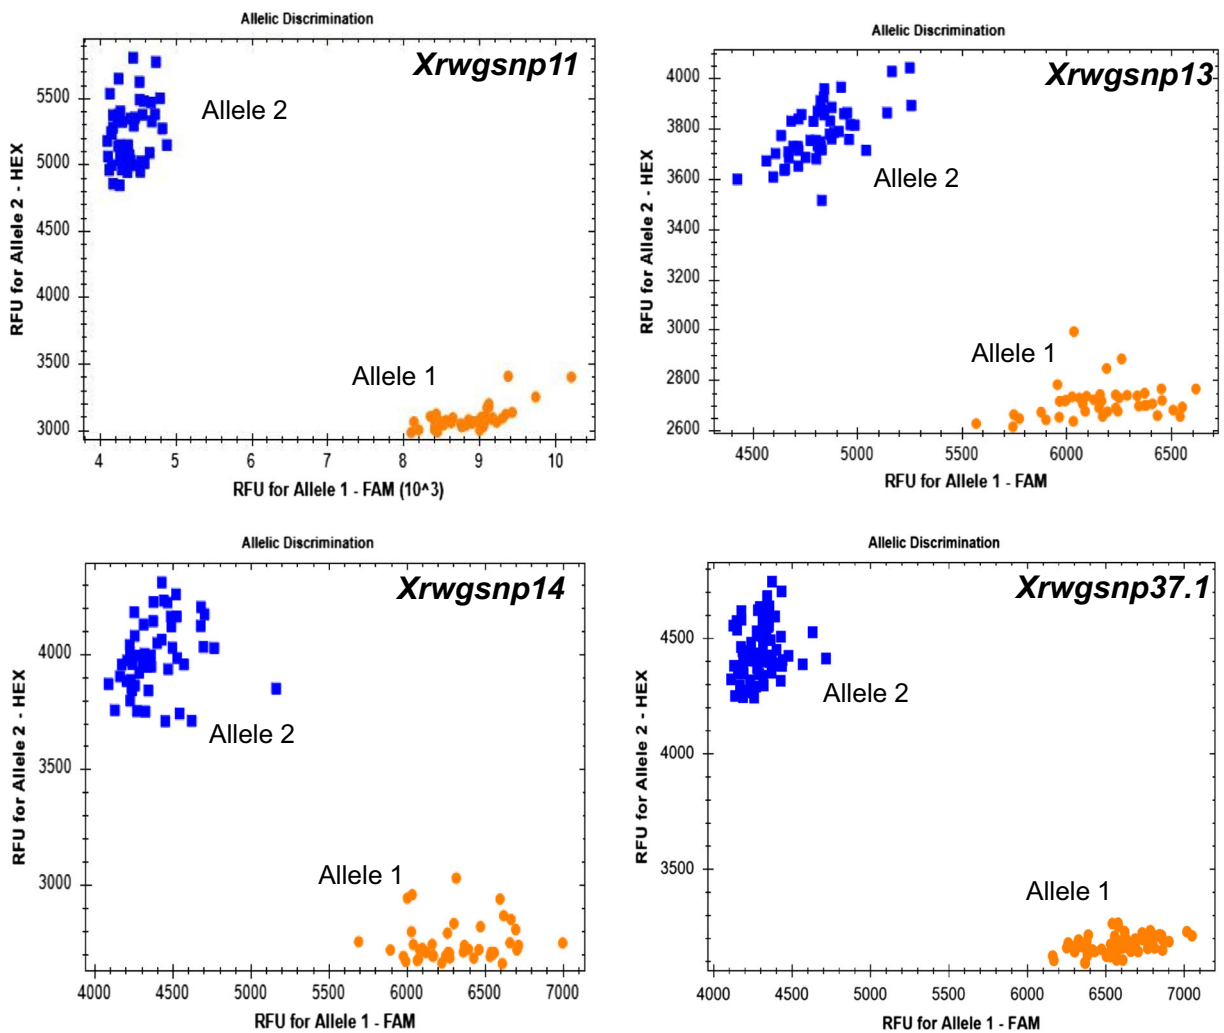 Allelic Discrimination
Xrwgsnp11
Allele 2
Allele 1
5500
5000
4500
4000
3500
3000
4 5 6 7 8 9 10
RFU for Allele 2 - HEX
RFU for Allele 1 - FAM (10^3)
Allelic Discrimination
Xrwgsnp13
Allele 2
Allele 1
4000
3800
3600
3400
3200
3000
2800
2600
4500 5000 5500 6000 6500
RFU for Allele 2 - HEX
RFU for Allele 1 - FAM
Allelic Discrimination
Xrwgsnp14
Allele 2
Allele 1
4000
3500
3000
4000 4500 5000 5500 6000 6500 7000
RFU for Allele 2 - HEX
RFU for Allele 1 - FAM
Allelic Discrimination
Xrwgsnp37.1
Allele 2
Allele 1
4500
4000
3500
4000 4500 5000 5500 6000 6500 7000
RFU for Allele 2 - HEX
RFU for Allele 1 - FAM